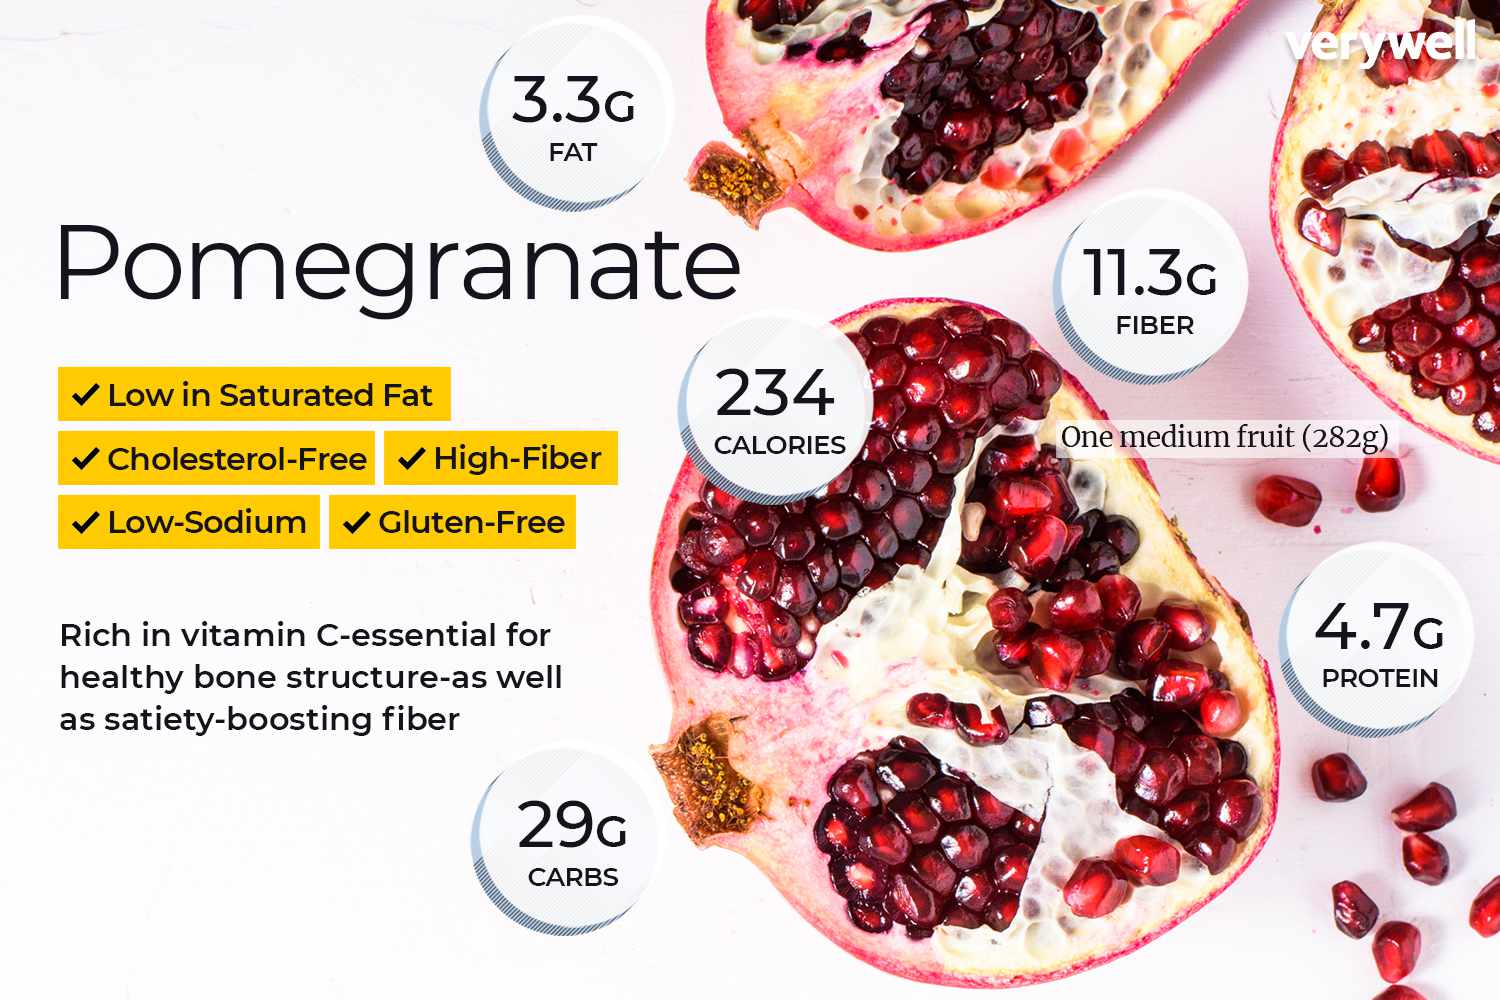 verywell
3.3G
FAT
Pomegranate
11.3G
FIBER
234
CALORIES
Low in Saturated Fat
One medium fruit (282g)
Cholesterol-Free
High-Fiber
Low-Sodium
Gluten-Free
4.7G
PROTEIN
Rich in vitamin C-essential for
healthy bone structure-as well
as satiety-boosting fiber
29G
CARBS